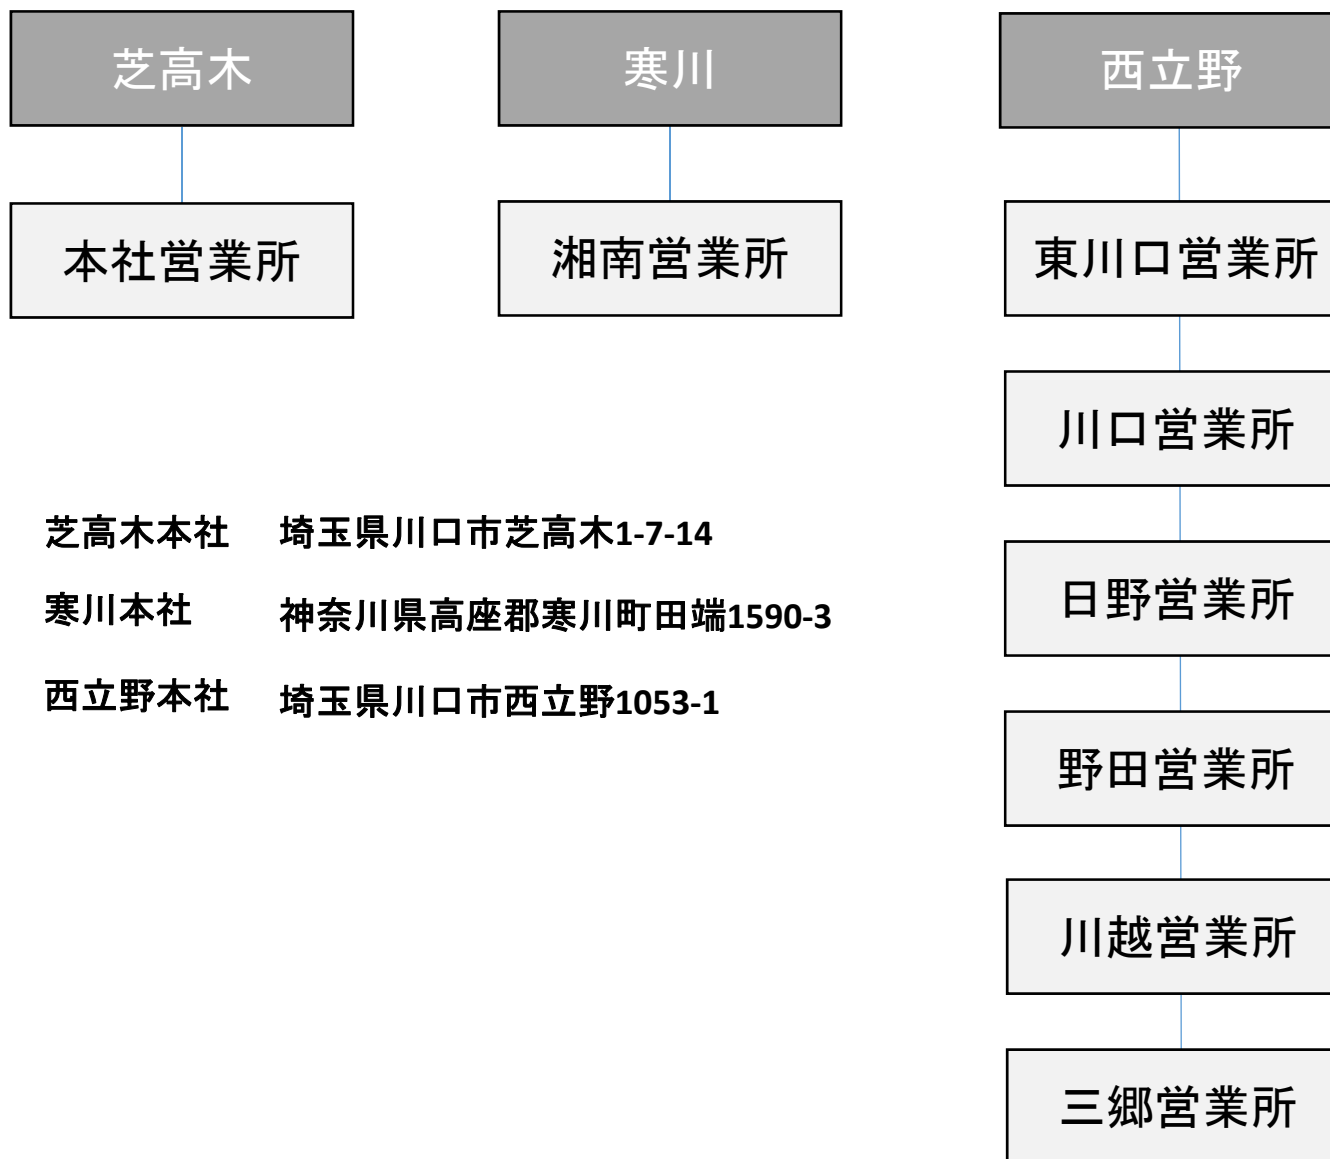 芝高木
寒川
西立野
本社営業所
湘南営業所
東川口営業所
川口営業所
日野営業所
野田営業所
川越営業所
三郷営業所
芝高木本社 埼玉県川口市芝高木1-7-14
寒川本社 神奈川県高座郡寒川町田端1590-3
西立野本社 埼玉県川口市西立野1053-1